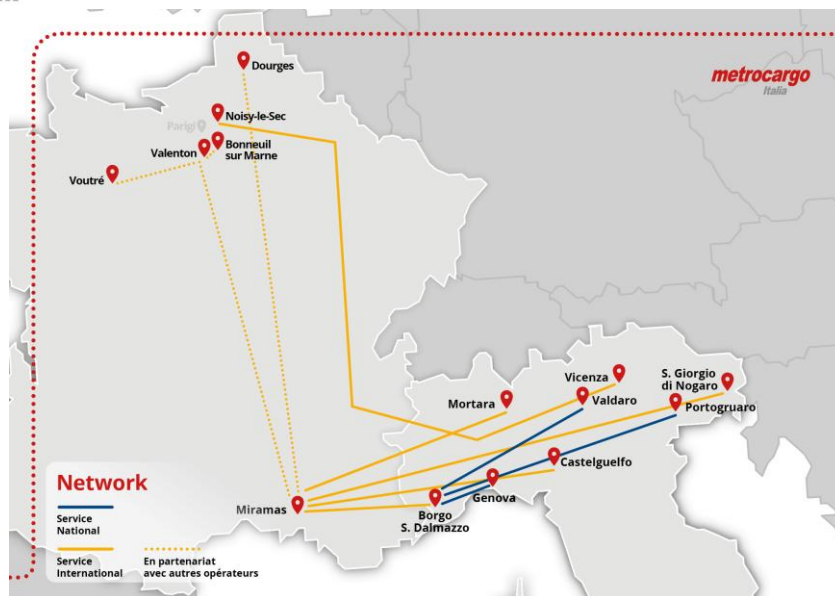 metrocargo
Italia
Dourges
Noisy-le-Sec
Parigi
Bonneuil
sur Marne
Valenton
Voutré
Vicenza
S. Giorgio
di Nogaro
Mortara
Valdaro
Portogruaro
Castelguelfo
Genova
Miramas
Borgo
S. Dalmazzo
Network
Service
National
Service
International
En partenariat
avec autres opérateurs